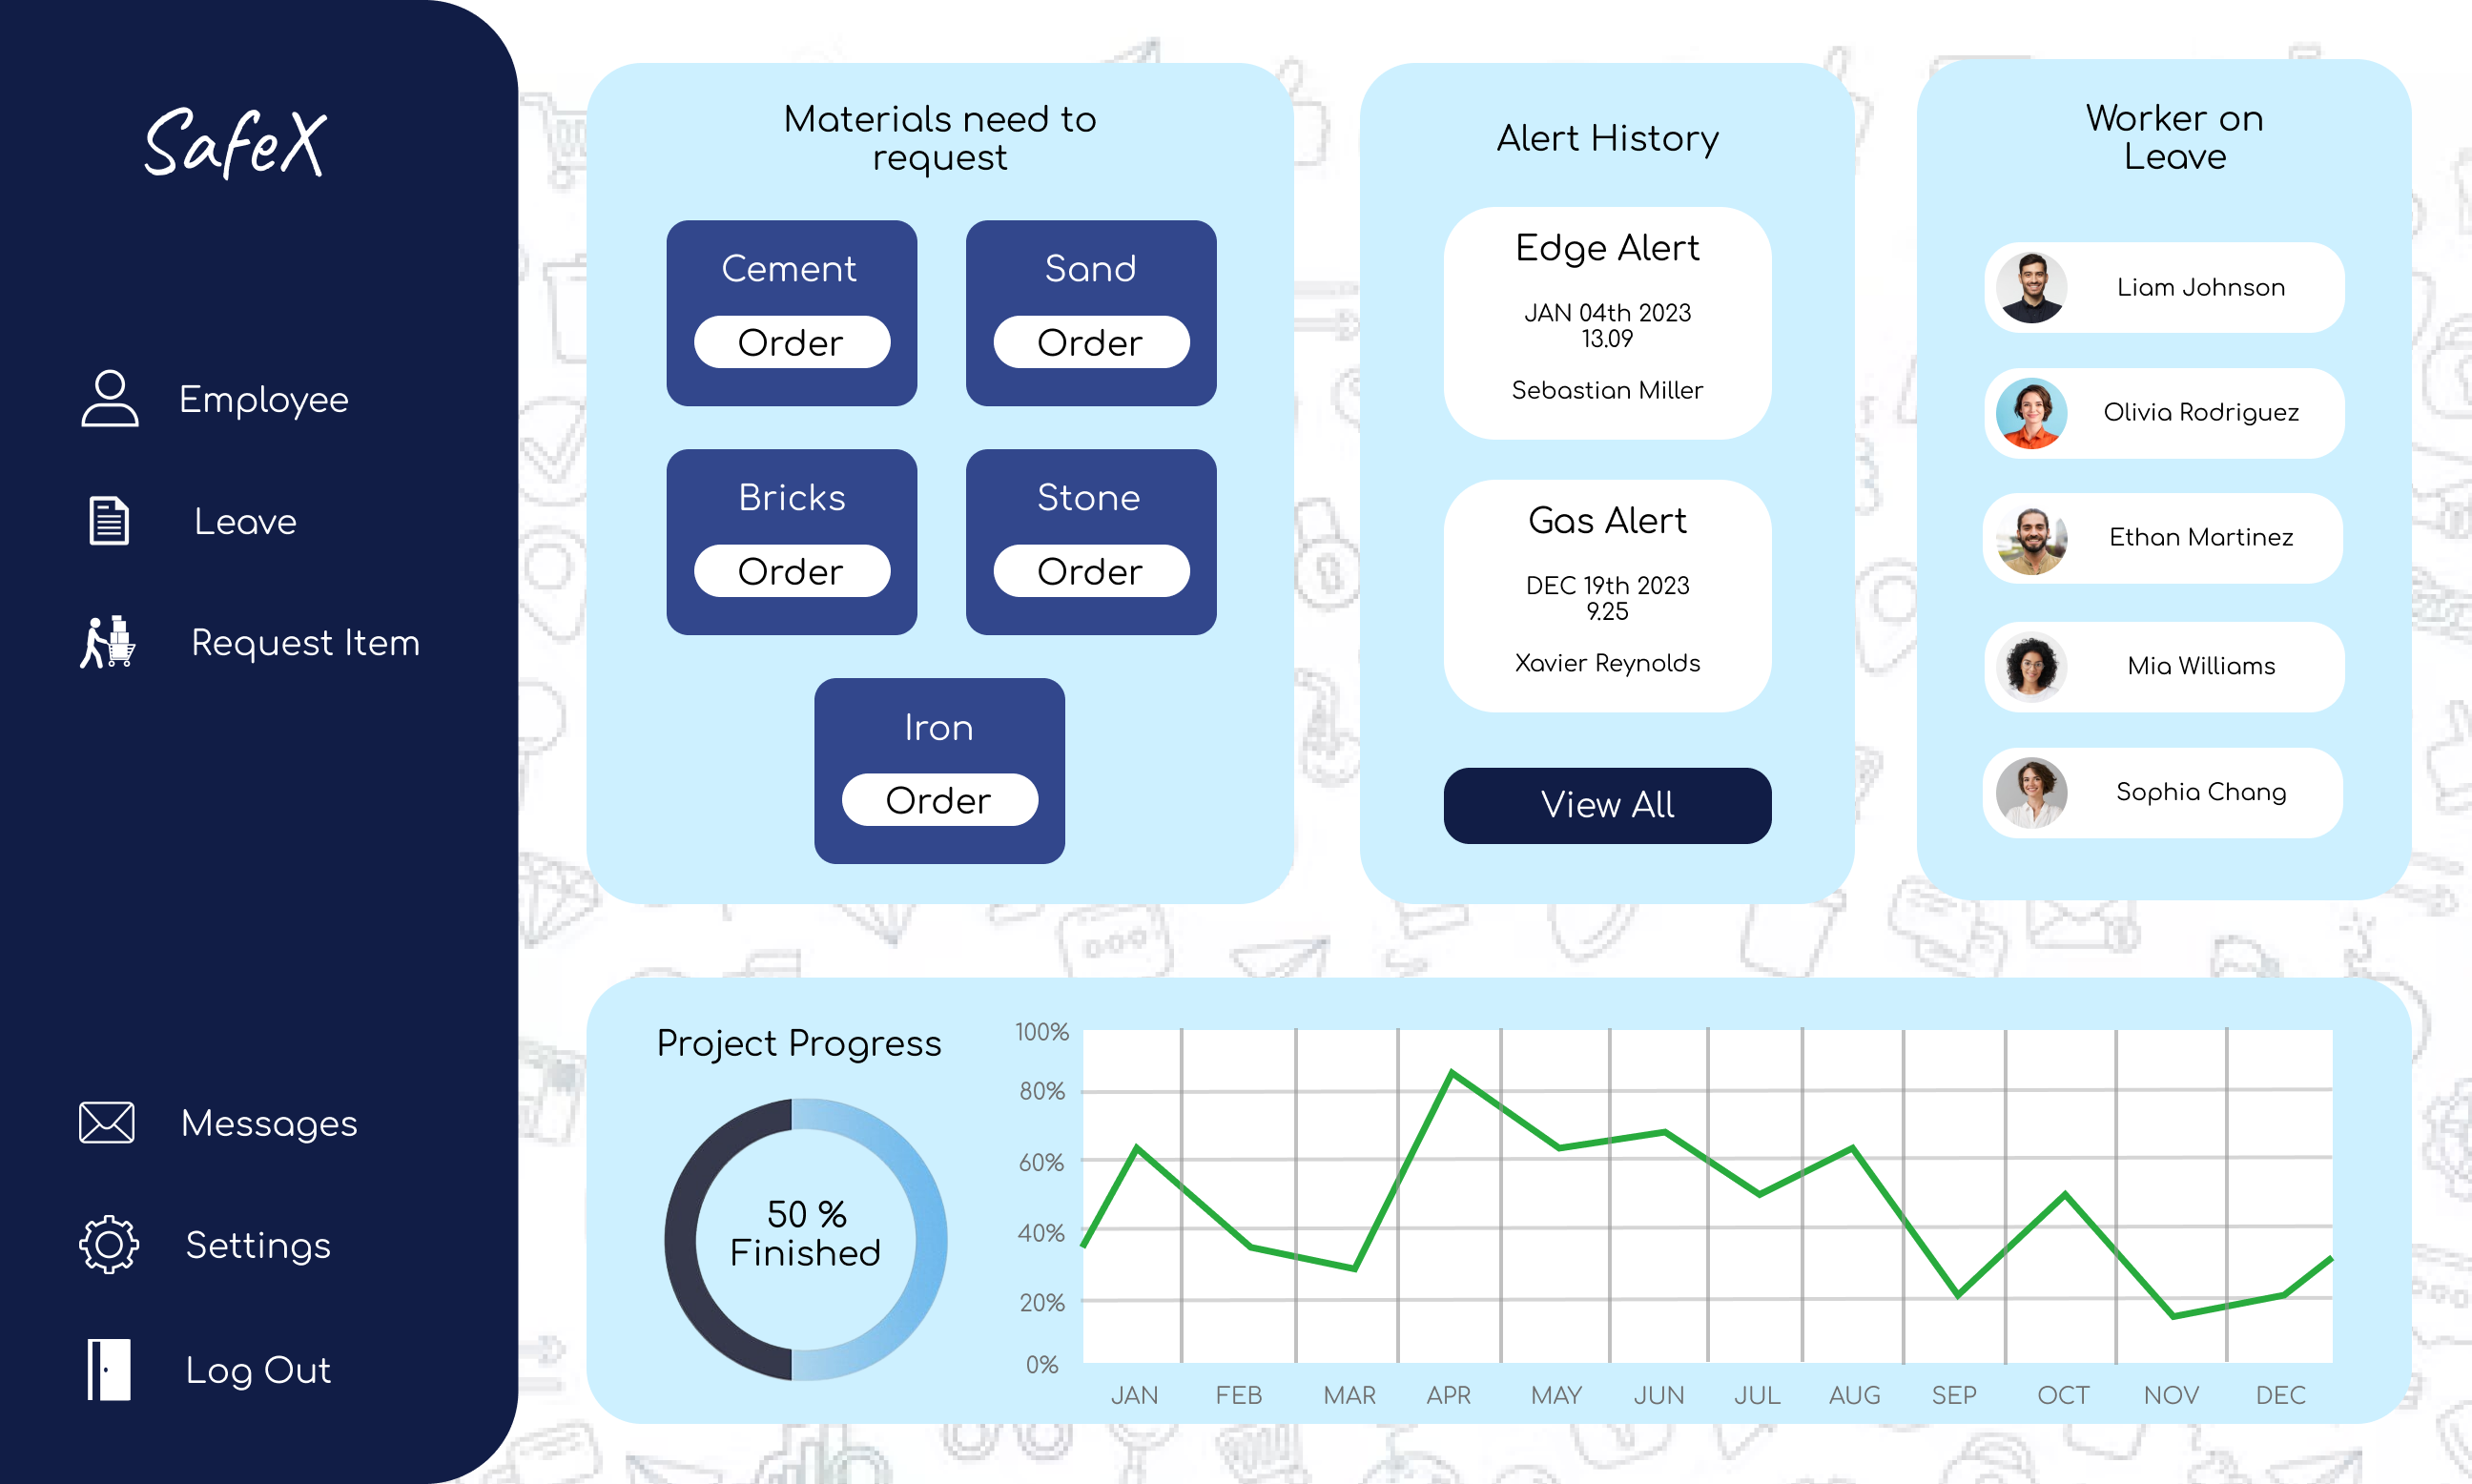 SafeX
Employee
Leave
Request Item
Messages
Settings
Log Out
Materials need to
request
Cement
Order
Sand
Order
Bricks
Order
Stone
Order
Iron
Order
Alert History
Edge Alert
JAN 04th 2023
13.09
Sebastian Miller
Gas Alert
DEC 19th 2023
9.25
Xavier Reynolds
View All
Worker on
Leave
Liam Johnson
Olivia Rodriguez
Ethan Martinez
Mia Williams
Sophia Chang
Project Progress
50 %
Finished
100%
80%
60%
40%
20%
0%
JAN FEB MAR APR MAY JUN JUL AUG SEP OCT NOV DEC